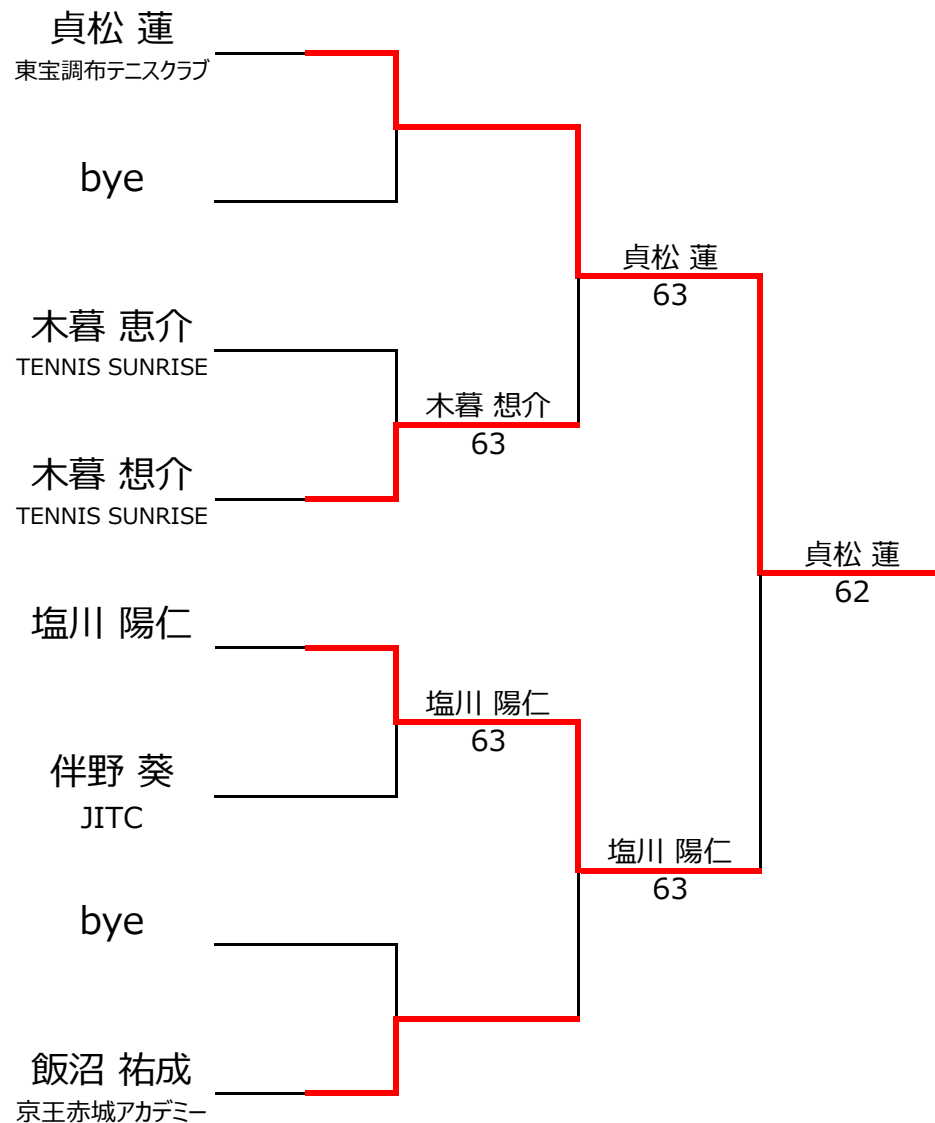 貞松 蓮
東宝調布テニスクラブ
bye
木暮 恵介
TENNIS SUNRISE
木暮 想介
TENNIS SUNRISE
塩川 陽仁
伴野 葵
JITC
bye
飯沼 祐成
京王赤城アカデミー
木暮 想介
63
塩川 陽仁
63
貞松 蓮
63
塩川 陽仁
63
貞松 蓮
62